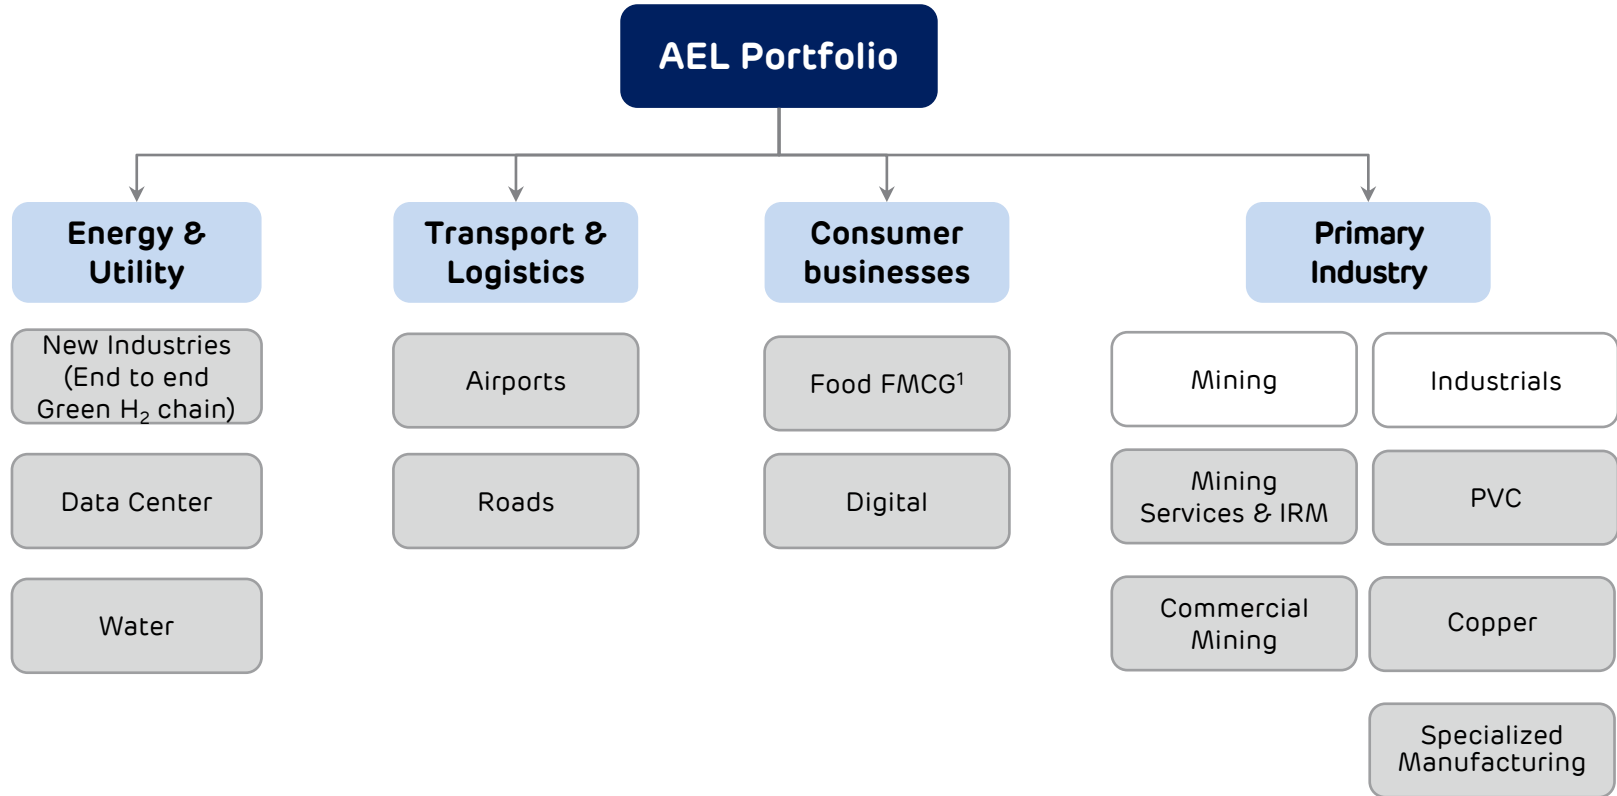 AEL Portfolio
Energy &
Utility
New Industries
(End to end
Green H₂ chain)
Data Center
Water
Transport &
Logistics
Airports
Roads
Consumer
businesses
Food FMCG¹
Digital
Primary
Industry
Mining
Mining
Services & IRM
Commercial
Mining
Industrials
PVC
Copper
Specialized
Manufacturing